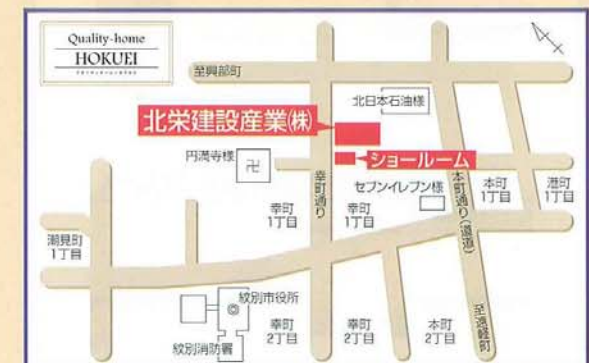 Quality-home
HOKUEI
至興部町
北日本石油様
北栄建設産業㈱
円満寺様
卍
ショールーム
セブンイレブン様
幸町通り
本町通り(道道)
幸町
1丁目
幸町
1丁目
本町
1丁目
港町
1丁目
潮見町
1丁目
紋別市役所
紋別消防署
幸町
2丁目
幸町
2丁目
本町
2丁目
至遠軽町